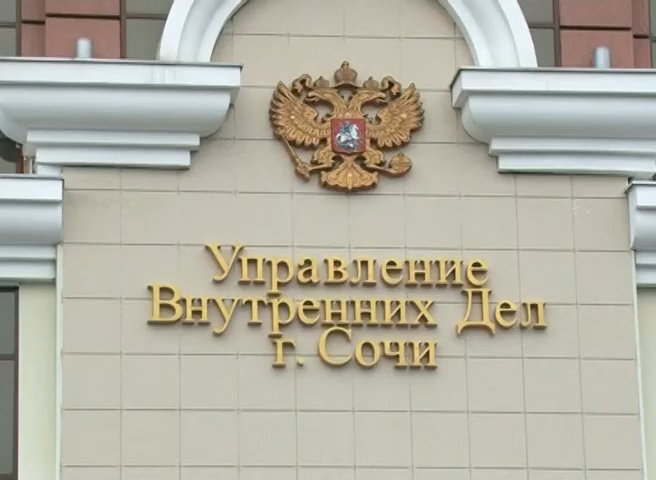 Управление
Внутренних Дел
г. Сочи